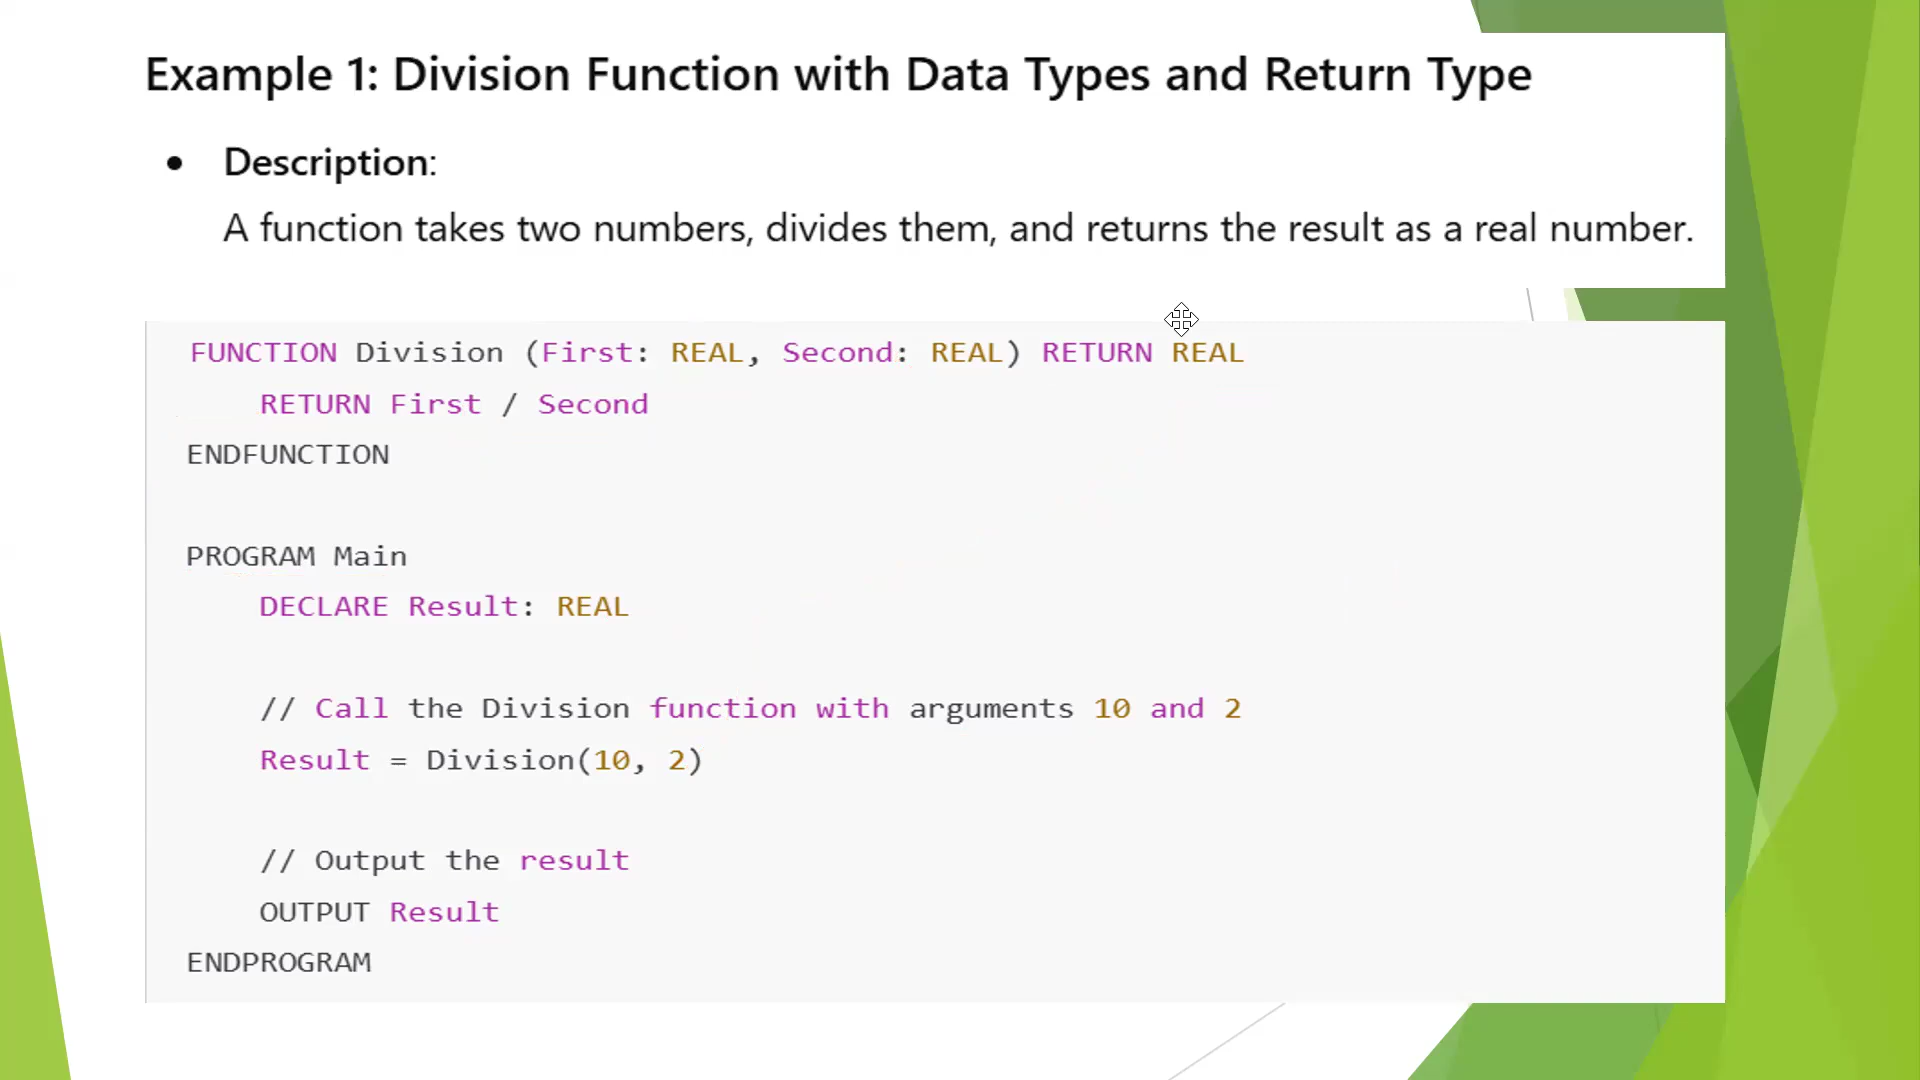 Example 1: Division Function with Data Types and Return Type
• Description:
A function takes two numbers, divides them, and returns the result as a real number.
FUNCTION Division (First: REAL, Second: REAL) RETURN REAL
    RETURN First / Second
ENDFUNCTION
PROGRAM Main
    DECLARE Result: REAL
    // Call the Division function with arguments 10 and 2
    Result = Division(10, 2)
    // Output the result
    OUTPUT Result
ENDPROGRAM